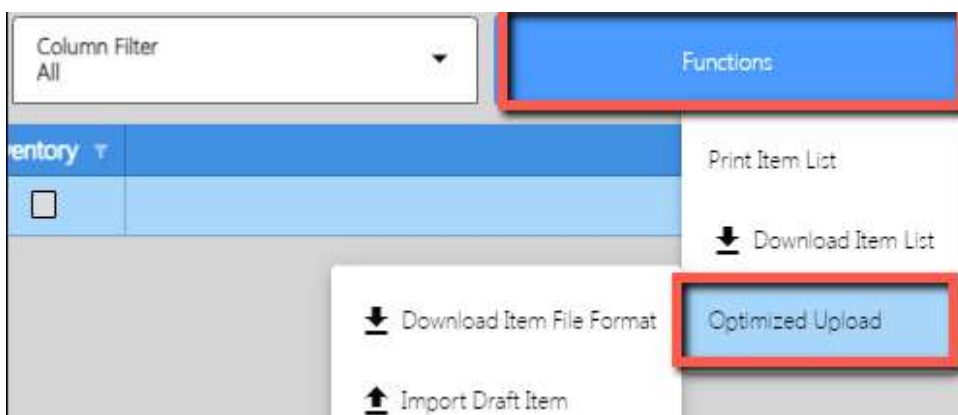 Column Filter
All
Functions
entory
Print Item List
Download Item List
Download Item File Format
Optimized Upload
Import Draft Item